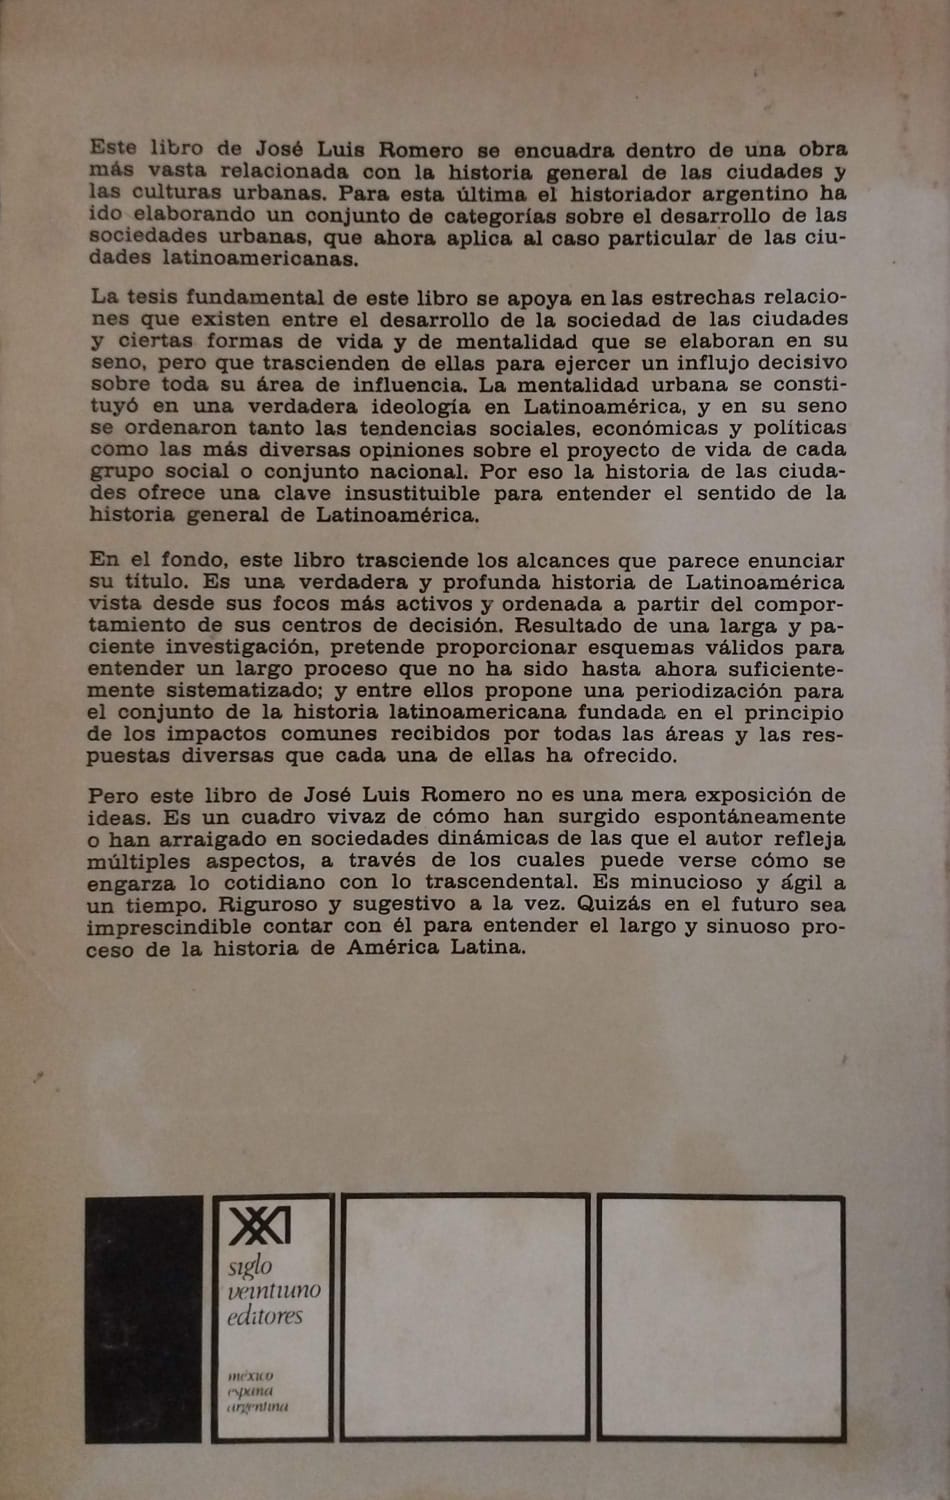 Este libro de José Luis Romero se encuadra dentro de una obra
más vasta relacionada con la historia general de las ciudades y
las culturas urbanas. Para esta última el historiador argentino ha
ido elaborando un conjunto de categorías sobre el desarrollo de las
sociedades urbanas, que ahora aplica al caso particular de las ciu-
dades latinoamericanas.
La tesis fundamental de este libro se apoya en las estrechas relacio-
nes que existen entre el desarrollo de la sociedad de las ciudades
y ciertas formas de vida y de mentalidad que se elaboran en su
seno, pero que trascienden de ellas para ejercer un influjo decisivo
sobre toda su área de influencia. La mentalidad urbana se consti-
tuyó en una verdadera ideología en Latinoamérica, y en su seno
se ordenaron tanto las tendencias sociales, económicas y políticas
como las más diversas opiniones sobre el proyecto de vida de cada
grupo social o conjunto nacional. Por eso la historia de las ciuda-
des ofrece una clave insustituible para entender el sentido de la
historia general de Latinoamérica.
En el fondo, este libro trasciende los alcances que parece enunciar
su título. Es una verdadera y profunda historia de Latinoamérica
vista desde sus focos más activos y ordenada a partir del compor-
tamiento de sus centros de decisión. Resultado de una larga y pa-
ciente investigación, pretende proporcionar esquemas válidos para
entender un largo proceso que no ha sido hasta ahora suficiente-
mente sistematizado; y entre ellos propone una periodización para
el conjunto de la historia latinoamericana fundada en el principio
de los impactos comunes recibidos por todas las áreas y las res-
puestas diversas que cada una de ellas ha ofrecido.
Pero este libro de José Luis Romero no es una mera exposición de
ideas. Es un cuadro vivaz de cómo han surgido espontáneamente
o han arraigado en sociedades dinámicas de las que el autor refleja
múltiples aspectos, a través de los cuales puede verse cómo se
engarza lo cotidiano con lo trascendental. Es minucioso y ágil a
un tiempo. Riguroso y sugestivo a la vez. Quizás en el futuro sea
imprescindible contar con él para entender el largo y sinuoso pro-
ceso de la historia de América Latina.
XXI
siglo
veintiuno
editores
méxico
españa
argentina